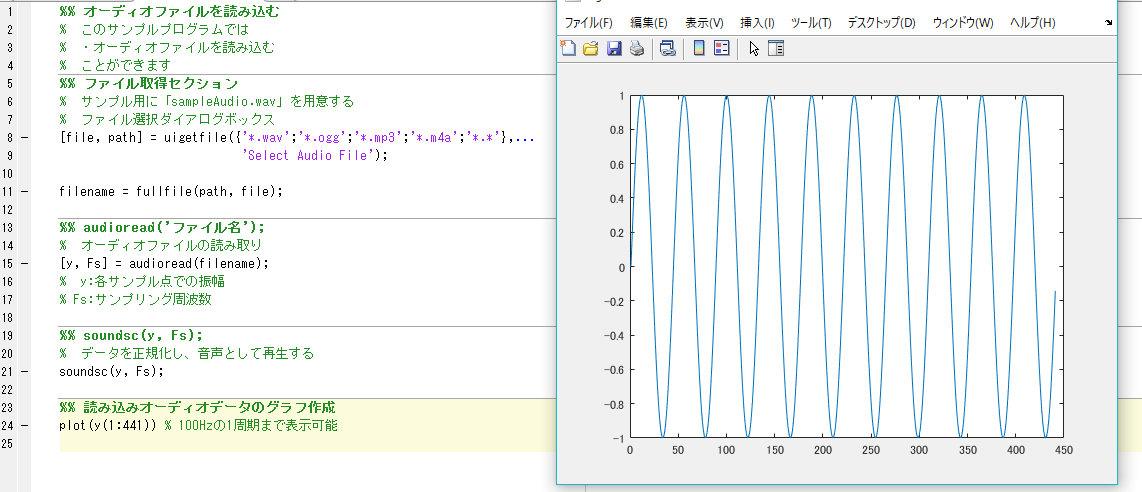 1 %% オーディオファイルを読み込む
2 % このサンプルプログラムでは
3 % ・オーディオファイルを読み込む
4 % ことができます
5 %% ファイル取得セクション
6 % サンプル用に「sampleAudio.wav」を用意する
7 % ファイル選択ダイアログボックス
8 – [file, path] = uigetfile({'*.wav';'*.ogg';'*.mp3';'*.m4a';'*.*'},...
9 'Select Audio File');
10
11 – filename = fullfile(path, file);
12
13 %% audioread('ファイル名');
14 % オーディオファイルの読み取り
15 – [y, Fs] = audioread(filename);
16 % y:各サンプル点での振幅
17 % Fs:サンプリング周波数
18
19 %% soundsc(y, Fs);
20 % データを正規化し、音声として再生する
21 – soundsc(y, Fs);
22
23 %% 読み込みオーディオデータのグラフ作成
24 – plot(y(1:441)) % 100Hzの1周期まで表示可能
25
ファイル(F) 編集(E) 表示(V) 挿入(I) ツール(T) デスクトップ(D) ウィンドウ(W) ヘルプ(H)
1
0.8
0.6
0.4
0.2
0
-0.2
-0.4
-0.6
-0.8
-1
0 50 100 150 200 250 300 350 400 450